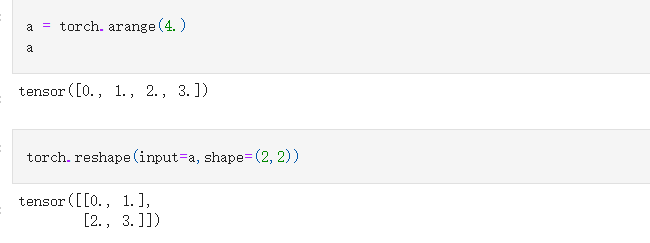 a = torch.arange(4.)
a
tensor([0., 1., 2., 3.])
torch.reshape(input=a,shape=(2,2))
tensor([[0., 1.],
[2., 3.]])